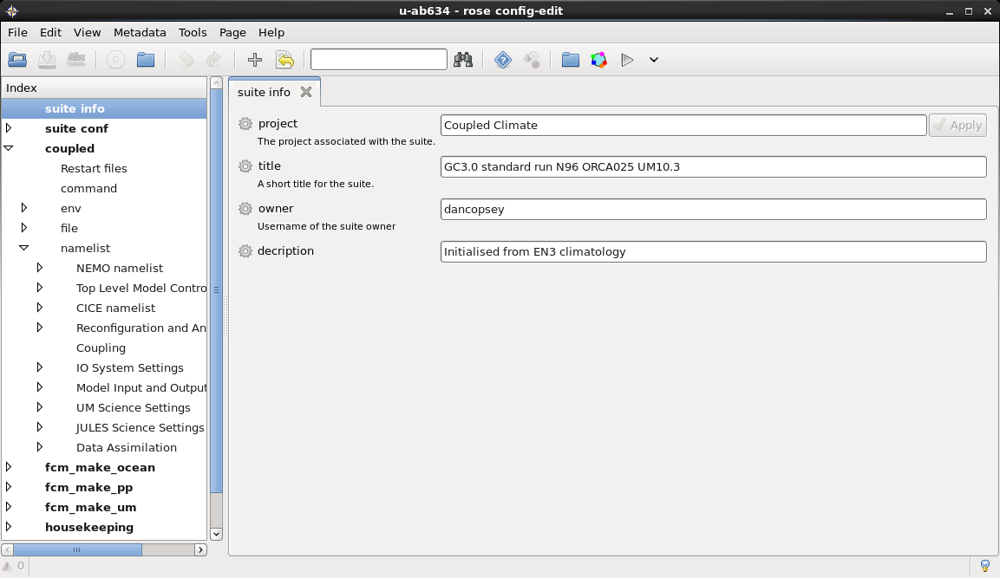 u-ab634 - rose config-edit
File Edit View Metadata Tools Page Help
Index
suite info
suite conf
coupled
Restart files
command
env
file
namelist
NEMO namelist
Top Level Model Contro
CICE namelist
Reconfiguration and An
Coupling
IO System Settings
Model Input and Output
UM Science Settings
JULES Science Settings
Data Assimilation
fcm_make_ocean
fcm_make_pp
fcm_make_um
housekeeping
suite info
project Coupled Climate Apply
The project associated with the suite.
title GC3.0 standard run N96 ORCA025 UM10.3
A short title for the suite.
owner dancopsey
Username of the suite owner
decription Initialised from EN3 climatology
0